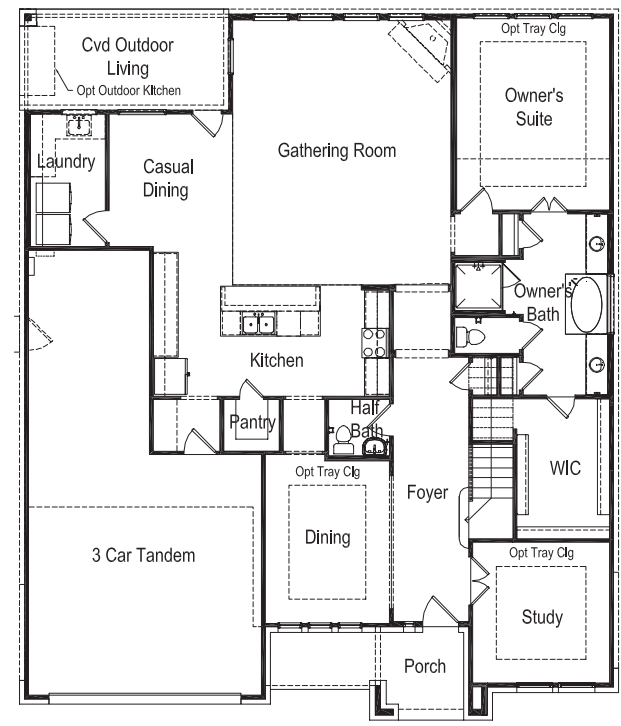 Cvd Outdoor
Living
Opt Outdoor Kitchen
Opt Tray Clg
Owner's
Suite
Laundry
Casual
Dining
Gathering Room
Owner's
Bath
Kitchen
Pantry
Half
Bath
Opt Tray Clg
WIC
Foyer
Dining
3 Car Tandem
Opt Tray Clg
Study
Porch